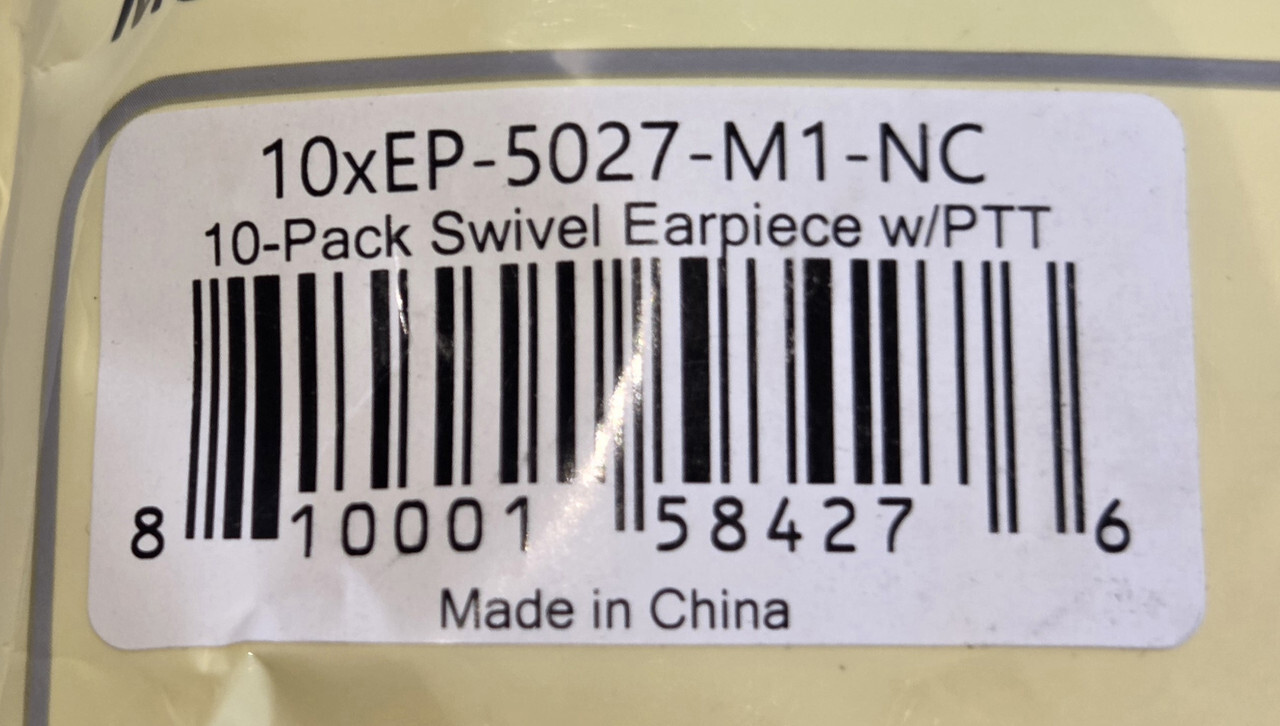 10xEP-5027-M1-NC
10-Pack Swivel Earpiece w/PTT
8 10001 58427 6
Made in China